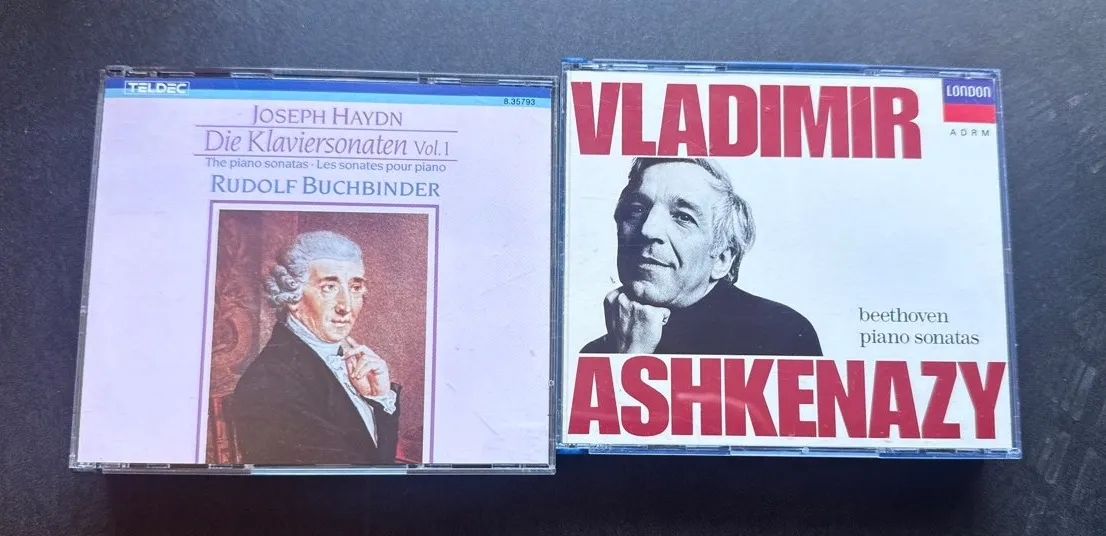 TELDEC
8.35793
JOSEPH HAYDN
Die Klaviersonaten Vol. I
The piano sonatas · Les sonates pour piano
RUDOLF BUCHBINDER
VLADIMIR
LONDON
ADRM
beethoven
piano sonatas
ASHKENAZY